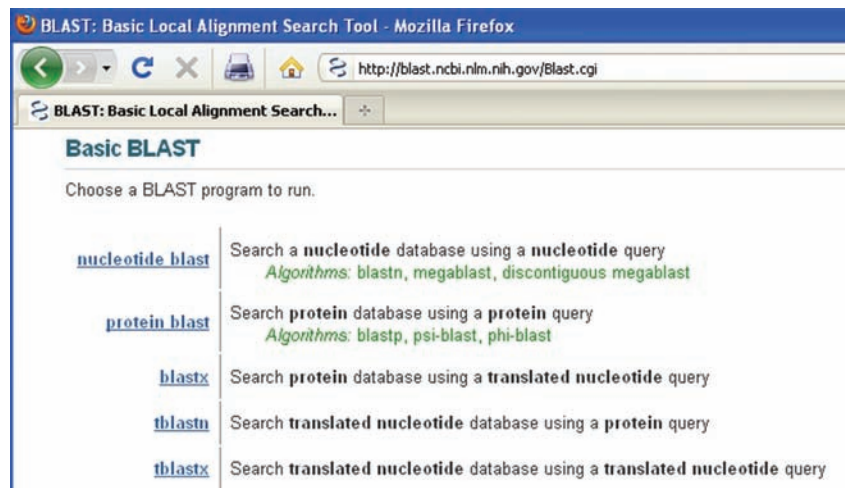 BLAST: Basic Local Alignment Search Tool - Mozilla Firefox
http://blast.ncbi.nlm.nih.gov/Blast.cgi
BLAST: Basic Local Alignment Search...
Basic BLAST
Choose a BLAST program to run.
nucleotide blast Search a nucleotide database using a nucleotide query
Algorithms: blastn, megablast, discontiguous megablast
protein blast Search protein database using a protein query
Algorithms: blastp, psi-blast, phi-blast
blastx Search protein database using a translated nucleotide query
tblastn Search translated nucleotide database using a protein query
tblastx Search translated nucleotide database using a translated nucleotide query